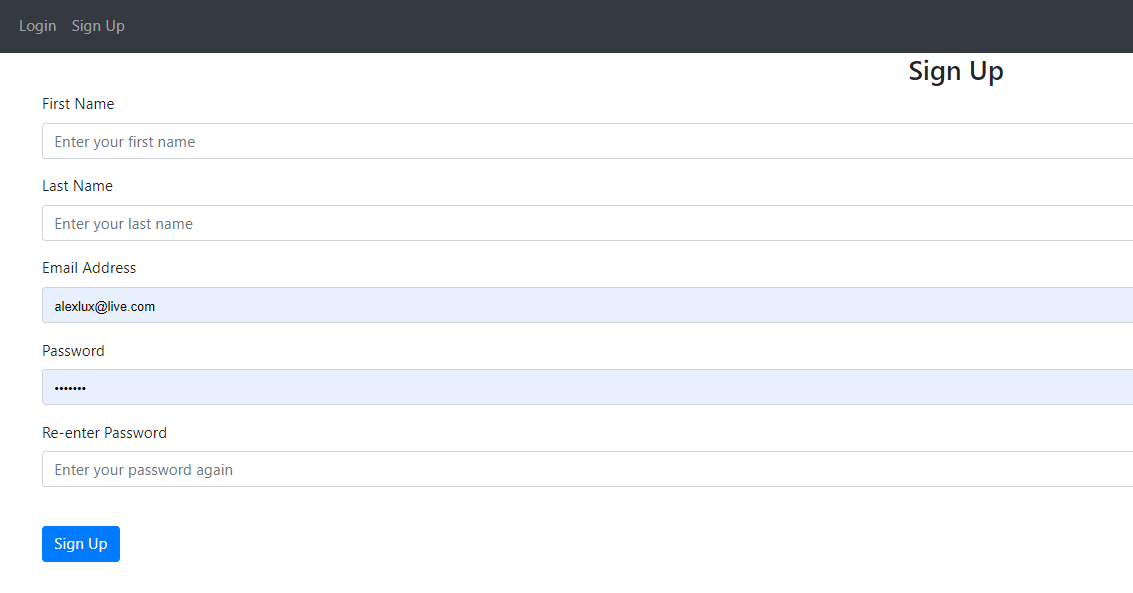 Login Sign Up
Sign Up
First Name
Enter your first name
Last Name
Enter your last name
Email Address
alexlux@live.com
Password
•••••••
Re-enter Password
Enter your password again
Sign Up